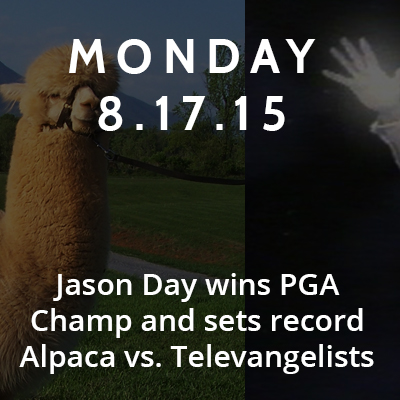 MONDAY
8.17.15
Jason Day wins PGA
Champ and sets record
Alpaca vs. Televangelists